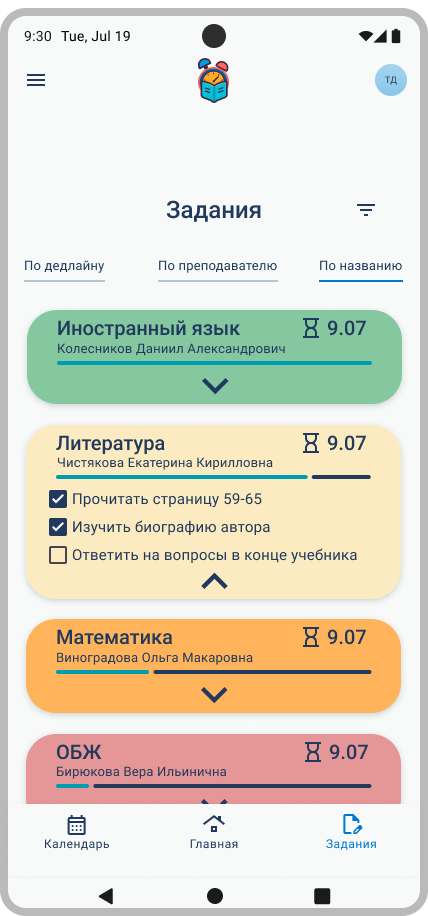 9:30 Tue, Jul 19
ТД
Задания
По дедлайну По преподавателю По названию
Иностранный язык 9.07
Колесников Даниил Александрович
Литература 9.07
Чистякова Екатерина Кирилловна
Прочитать страницу 59-65
Изучить биографию автора
Ответить на вопросы в конце учебника
Математика 9.07
Виноградова Ольга Макаровна
ОБЖ 9.07
Бирюкова Вера Ильинична
Календарь Главная Задания